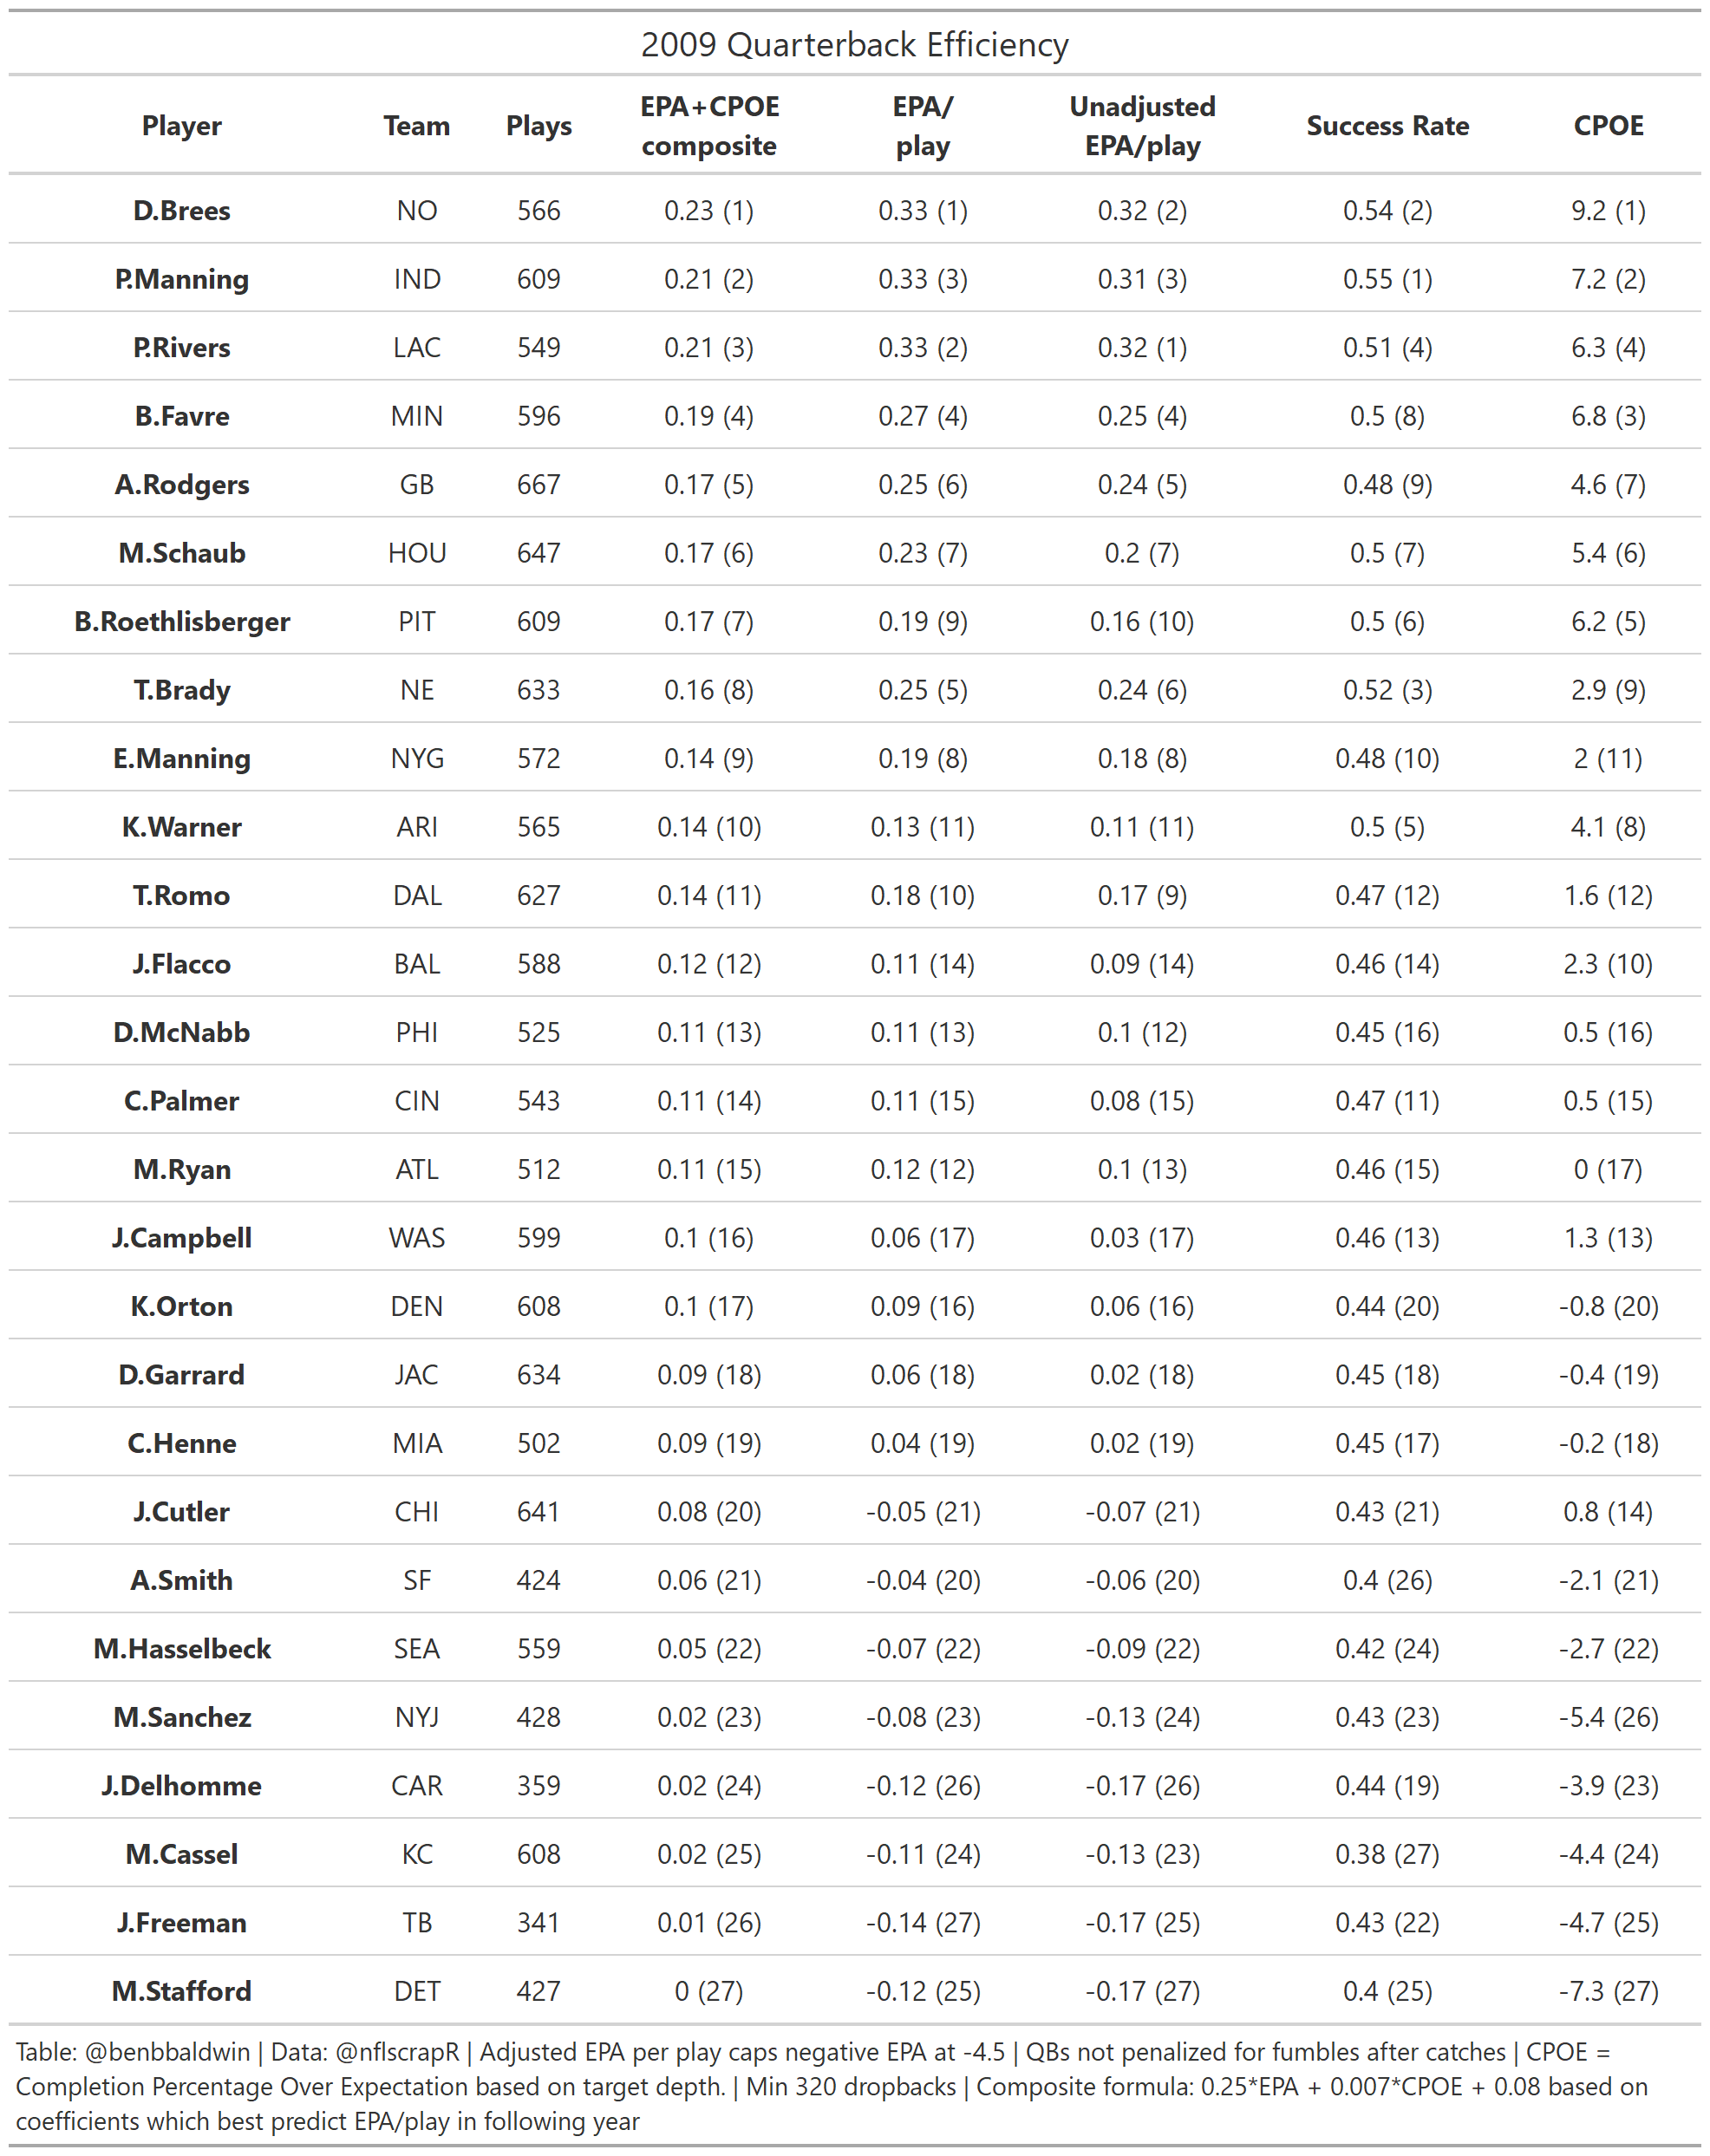 2009 Quarterback Efficiency
Player Team Plays EPA+CPOE composite EPA/ play Unadjusted EPA/play Success Rate CPOE
D.Brees NO 566 0.23 (1) 0.33 (1) 0.32 (2) 0.54 (2) 9.2 (1)
P.Manning IND 609 0.21 (2) 0.33 (3) 0.31 (3) 0.55 (1) 7.2 (2)
P.Rivers LAC 549 0.21 (3) 0.33 (2) 0.32 (1) 0.51 (4) 6.3 (4)
B.Favre MIN 596 0.19 (4) 0.27 (4) 0.25 (4) 0.5 (8) 6.8 (3)
A.Rodgers GB 667 0.17 (5) 0.25 (6) 0.24 (5) 0.48 (9) 4.6 (7)
M.Schaub HOU 647 0.17 (6) 0.23 (7) 0.2 (7) 0.5 (7) 5.4 (6)
B.Roethlisberger PIT 609 0.17 (7) 0.19 (9) 0.16 (10) 0.5 (6) 6.2 (5)
T.Brady NE 633 0.16 (8) 0.25 (5) 0.24 (6) 0.52 (3) 2.9 (9)
E.Manning NYG 572 0.14 (9) 0.19 (8) 0.18 (8) 0.48 (10) 2 (11)
K.Warner ARI 565 0.14 (10) 0.13 (11) 0.11 (11) 0.5 (5) 4.1 (8)
T.Romo DAL 627 0.14 (11) 0.18 (10) 0.17 (9) 0.47 (12) 1.6 (12)
J.Flacco BAL 588 0.12 (12) 0.11 (14) 0.09 (14) 0.46 (14) 2.3 (10)
D.McNabb PHI 525 0.11 (13) 0.11 (13) 0.1 (12) 0.45 (16) 0.5 (16)
C.Palmer CIN 543 0.11 (14) 0.11 (15) 0.08 (15) 0.47 (11) 0.5 (15)
M.Ryan ATL 512 0.11 (15) 0.12 (12) 0.1 (13) 0.46 (15) 0 (17)
J.Campbell WAS 599 0.1 (16) 0.06 (17) 0.03 (17) 0.46 (13) 1.3 (13)
K.Orton DEN 608 0.1 (17) 0.09 (16) 0.06 (16) 0.44 (20) -0.8 (20)
D.Garrard JAC 634 0.09 (18) 0.06 (18) 0.02 (18) 0.45 (18) -0.4 (19)
C.Henne MIA 502 0.09 (19) 0.04 (19) 0.02 (19) 0.45 (17) -0.2 (18)
J.Cutler CHI 641 0.08 (20) -0.05 (21) -0.07 (21) 0.43 (21) 0.8 (14)
A.Smith SF 424 0.06 (21) -0.04 (20) -0.06 (20) 0.4 (26) -2.1 (21)
M.Hasselbeck SEA 559 0.05 (22) -0.07 (22) -0.09 (22) 0.42 (24) -2.7 (22)
M.Sanchez NYJ 428 0.02 (23) -0.08 (23) -0.13 (24) 0.43 (23) -5.4 (26)
J.Delhomme CAR 359 0.02 (24) -0.12 (26) -0.17 (26) 0.44 (19) -3.9 (23)
M.Cassel KC 608 0.02 (25) -0.11 (24) -0.13 (23) 0.38 (27) -4.4 (24)
J.Freeman TB 341 0.01 (26) -0.14 (27) -0.17 (25) 0.43 (22) -4.7 (25)
M.Stafford DET 427 0 (27) -0.12 (25) -0.17 (27) 0.4 (25) -7.3 (27)
Table: @benbbaldwin | Data: @nflscrapR | Adjusted EPA per play caps negative EPA at -4.5 | QBs not penalized for fumbles after catches | CPOE =
Completion Percentage Over Expectation based on target depth. | Min 320 dropbacks | Composite formula: 0.25*EPA + 0.007*CPOE + 0.08 based on
coefficients which best predict EPA/play in following year